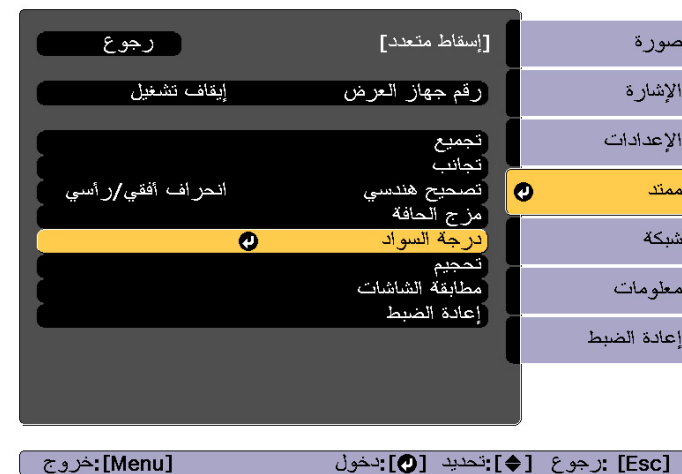 صورة
الإشارة
الإعدادات
ممتد
شبكة
معلومات
إعادة الضبط
[إسقاط متعدد] رجوع
رقم جهاز العرض إيقاف تشغيل
تجميع
تجانب
تصحيح هندسي انحراف أفقي/رأسي
مزج الحافة
درجة السواد
تحجيم
مطابقة الشاشات
إعادة الضبط
[Esc] :رجوع [◆]:تحديد [↵]:دخول [Menu]:خروج